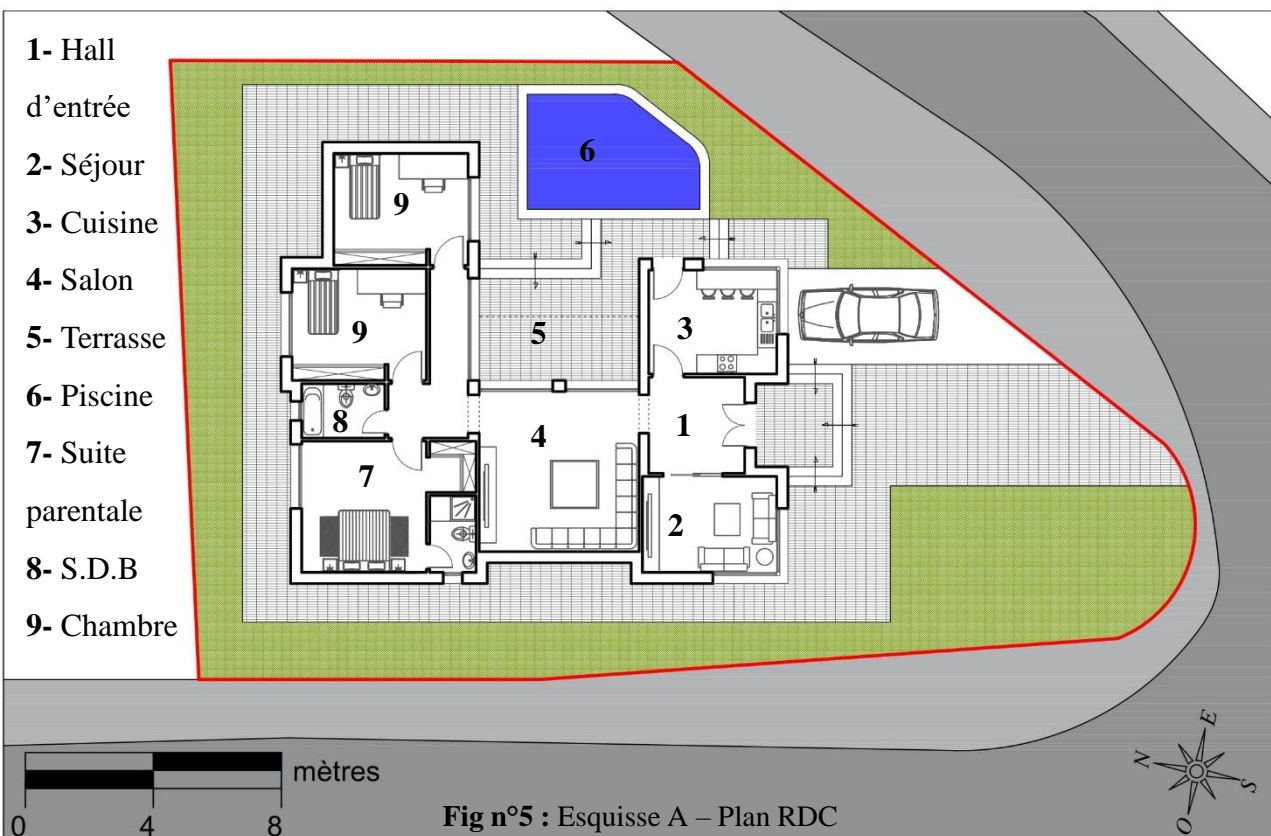 1- Hall
d’entrée
2- Séjour
3- Cuisine
4- Salon
5- Terrasse
6- Piscine
7- Suite
parentale
8- S.D.B
9- Chambre
6
9
9
3
5
8
4
1
7
2
E
N
S
O
mètres
0 4 8
Fig n°5 : Esquisse A – Plan RDC